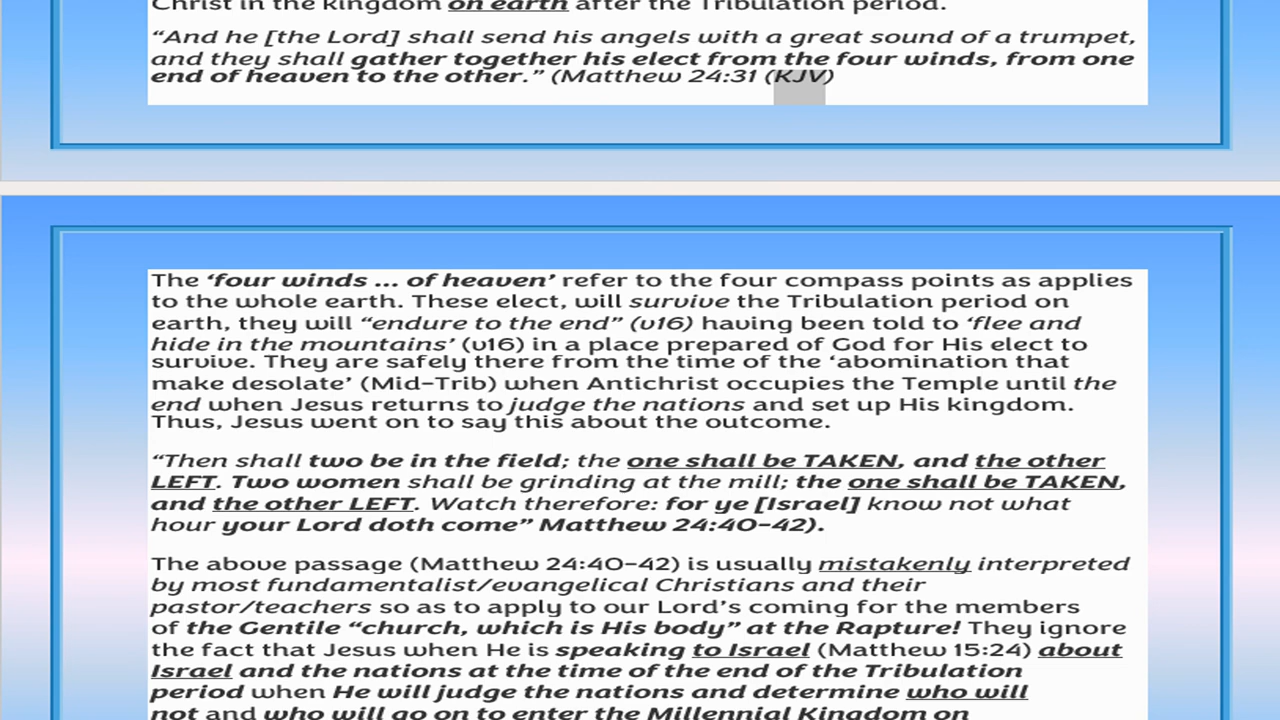 Christ in the kingdom on earth after the Tribulation period.
“And he [the Lord] shall send his angels with a great sound of a trumpet,
and they shall gather together his elect from the four winds, from one
end of heaven to the other.” (Matthew 24:31 (KJV)
The ‘four winds ... of heaven’ refer to the four compass points as applies
to the whole earth. These elect, will survive the Tribulation period on
earth, they will “endure to the end” (v16) having been told to ‘flee and
hide in the mountains’ (v16) in a place prepared of God for His elect to
survive. They are safely there from the time of the ‘abomination that
make desolate’ (Mid-Trib) when Antichrist occupies the Temple until the
end when Jesus returns to judge the nations and set up His kingdom.
Thus, Jesus went on to say this about the outcome.
“Then shall two be in the field; the one shall be TAKEN, and the other
LEFT. Two women shall be grinding at the mill; the one shall be TAKEN,
and the other LEFT. Watch therefore: for ye [Israel] know not what
hour your Lord doth come” Matthew 24:40-42).
The above passage (Matthew 24:40-42) is usually mistakenly interpreted
by most fundamentalist/evangelical Christians and their
pastor/teachers so as to apply to our Lord’s coming for the members
of the Gentile “church, which is His body” at the Rapture! They ignore
the fact that Jesus when He is speaking to Israel (Matthew 15:24) about
Israel and the nations at the time of the end of the Tribulation
period when He will judge the nations and determine who will
not and who will go on to enter the Millennial Kingdom on